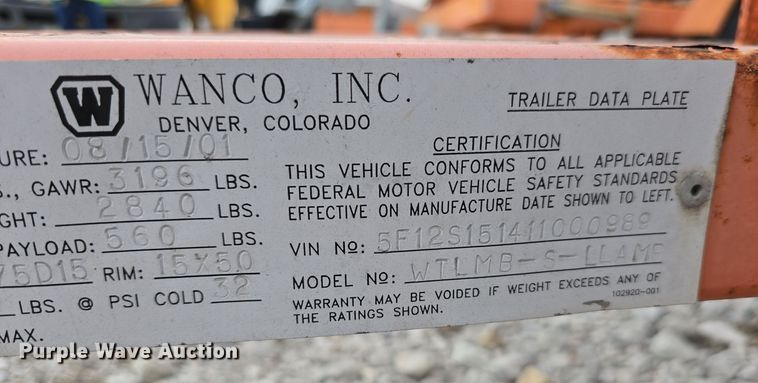 W WANCO, INC.
DENVER, COLORADO
TRAILER DATA PLATE
URE: 08/15/01
S., GAWR: 3196 LBS.
GHT: 2840 LBS.
PAYLOAD: 560 LBS.
75D15 RIM: 15X5.0
LBS. @ PSI COLD 32
MAX.
CERTIFICATION
THIS VEHICLE CONFORMS TO ALL APPLICABLE
FEDERAL MOTOR VEHICLE SAFETY STANDARDS
EFFECTIVE ON MANUFACTURE DATE SHOWN TO LEFT.
VIN Nº: 5F12S151411000989
MODEL Nº: WTLMB-S-LLAMF
WARRANTY MAY BE VOIDED IF WEIGHT EXCEEDS ANY OF
THE RATINGS SHOWN.
102920-001
Purple Wave Auction